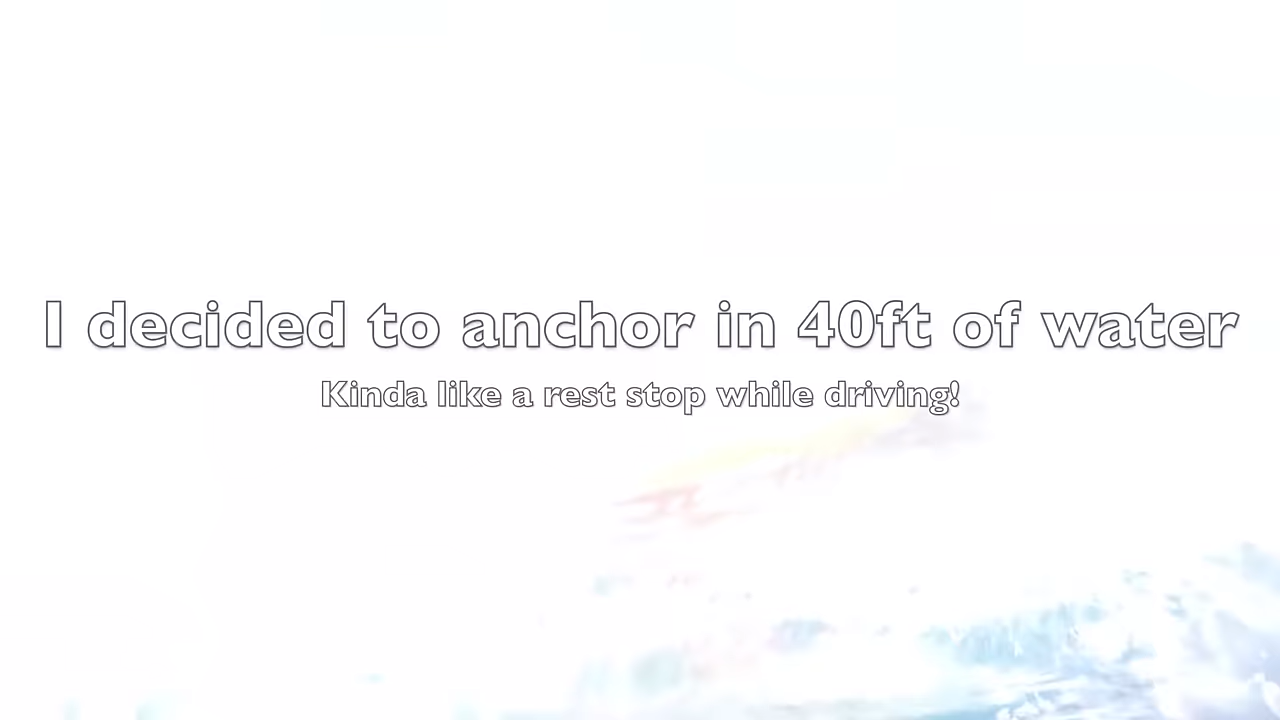 I decided to anchor in 40ft of water
Kinda like a rest stop while driving!